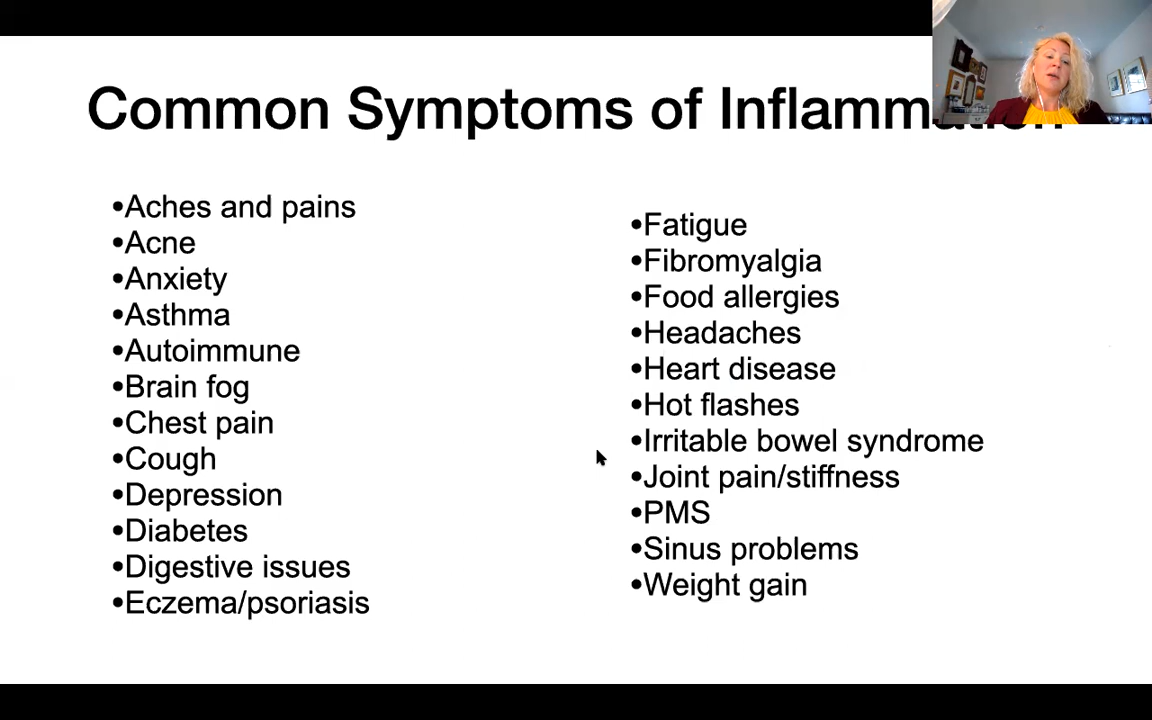 Common Symptoms of Inflammation
•Aches and pains
•Acne
•Anxiety
•Asthma
•Autoimmune
•Brain fog
•Chest pain
•Cough
•Depression
•Diabetes
•Digestive issues
•Eczema/psoriasis
•Fatigue
•Fibromyalgia
•Food allergies
•Headaches
•Heart disease
•Hot flashes
•Irritable bowel syndrome
•Joint pain/stiffness
•PMS
•Sinus problems
•Weight gain